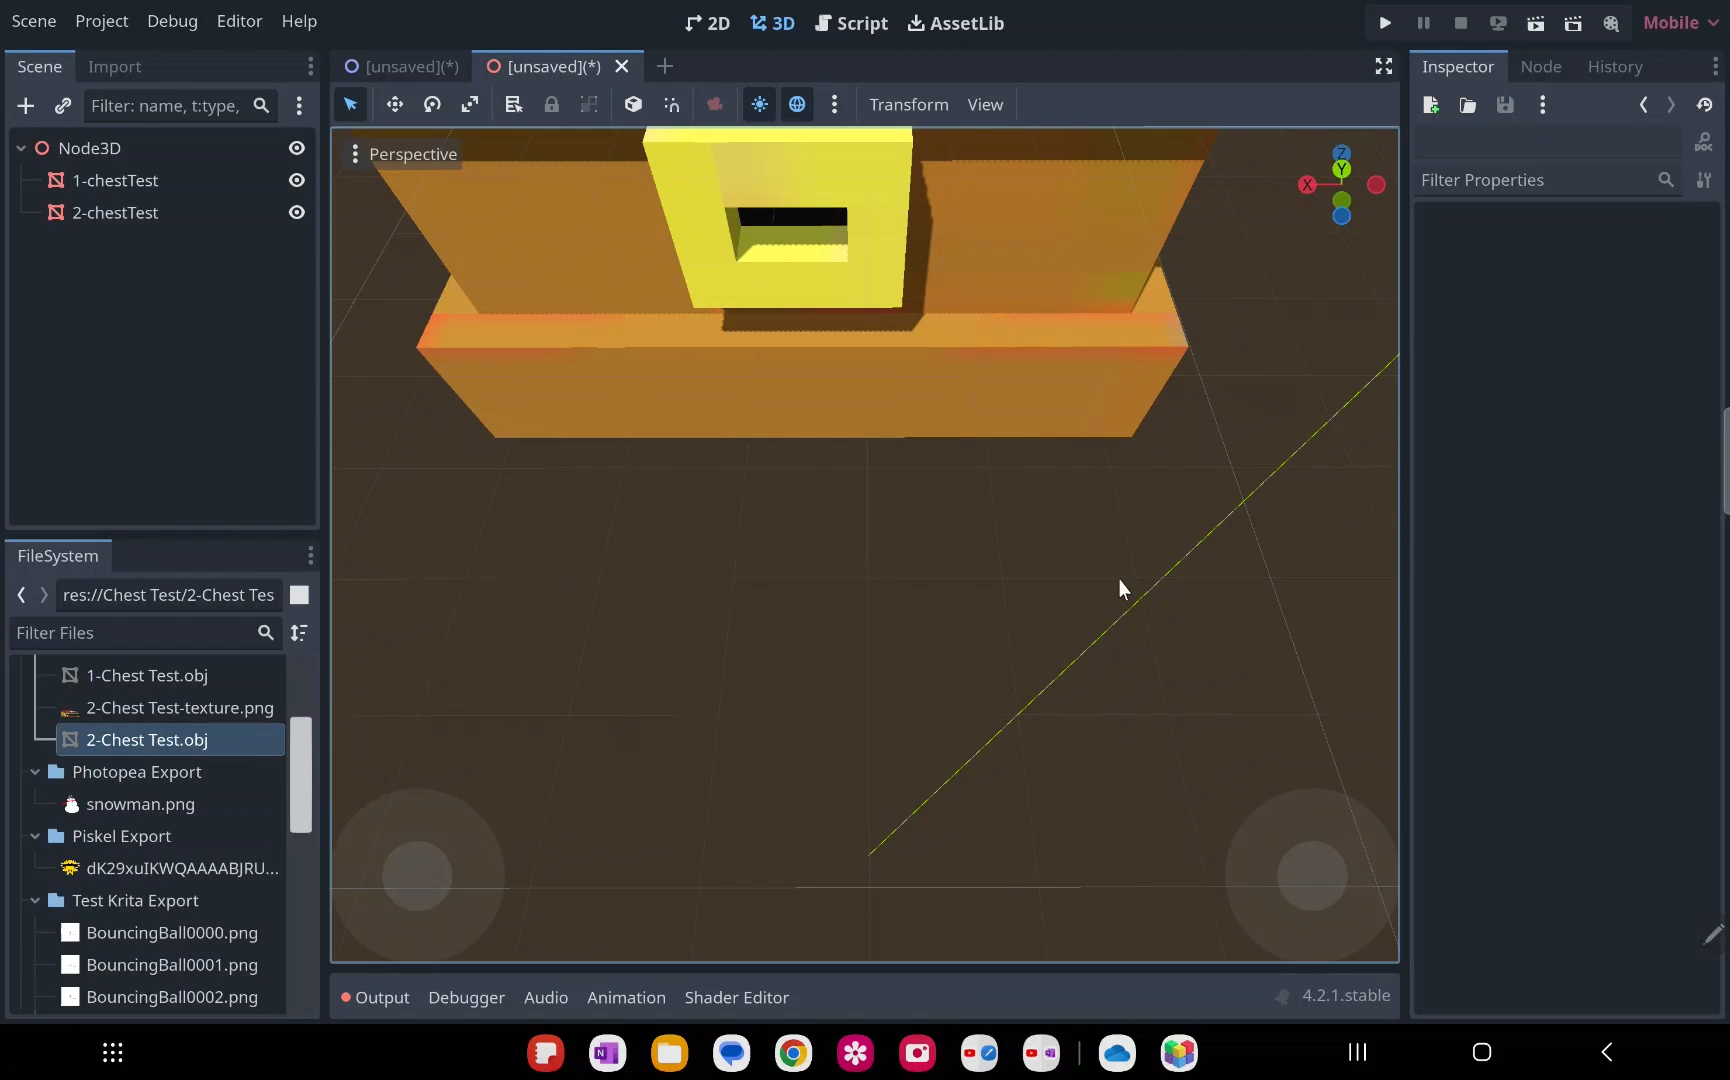 Scene Project Debug Editor Help 2D 3D Script AssetLib Mobile
Scene Import [unsaved](*) [unsaved](*) Inspector Node History
Filter: name, t:type, Transform View
Node3D Perspective Z Y X DOC
1-chestTest Filter Properties
2-chestTest
FileSystem
res://Chest Test/2-Chest Tes
Filter Files
1-Chest Test.obj
2-Chest Test-texture.png
2-Chest Test.obj
Photopea Export
snowman.png
Piskel Export
dK29xuIKWQAAAABJRU...
Test Krita Export
BouncingBall0000.png
BouncingBall0001.png
BouncingBall0002.png
Output Debugger Audio Animation Shader Editor 4.2.1.stable